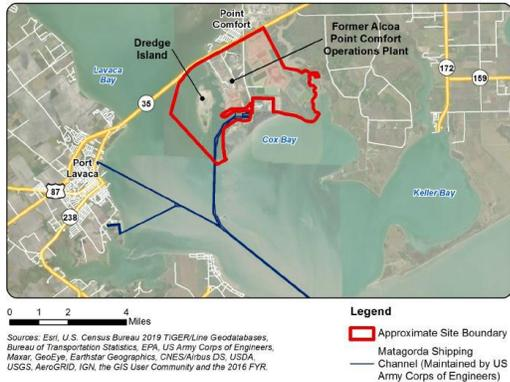 Point
Comfort
Former Alcoa
Point Comfort
Operations Plant
Dredge
Island
Lavaca
Bay
172
159
35
Cox Bay
Port
Lavaca
Keller Bay
87
238
0 1 2 4
Miles
Sources: Esri, U.S. Census Bureau 2019 TIGER/Line Geodatabases,
Bureau of Transportation Statistics, EPA, US Army Corps of Engineers,
Maxar, GeoEye, Earthstar Geographics, CNES/Airbus DS, USDA,
USGS, AeroGRID, IGN, the GIS User Community and the 2016 FYR.
Legend
Approximate Site Boundary
Matagorda Shipping
Channel (Maintained by US
Army Corps of Engineers)